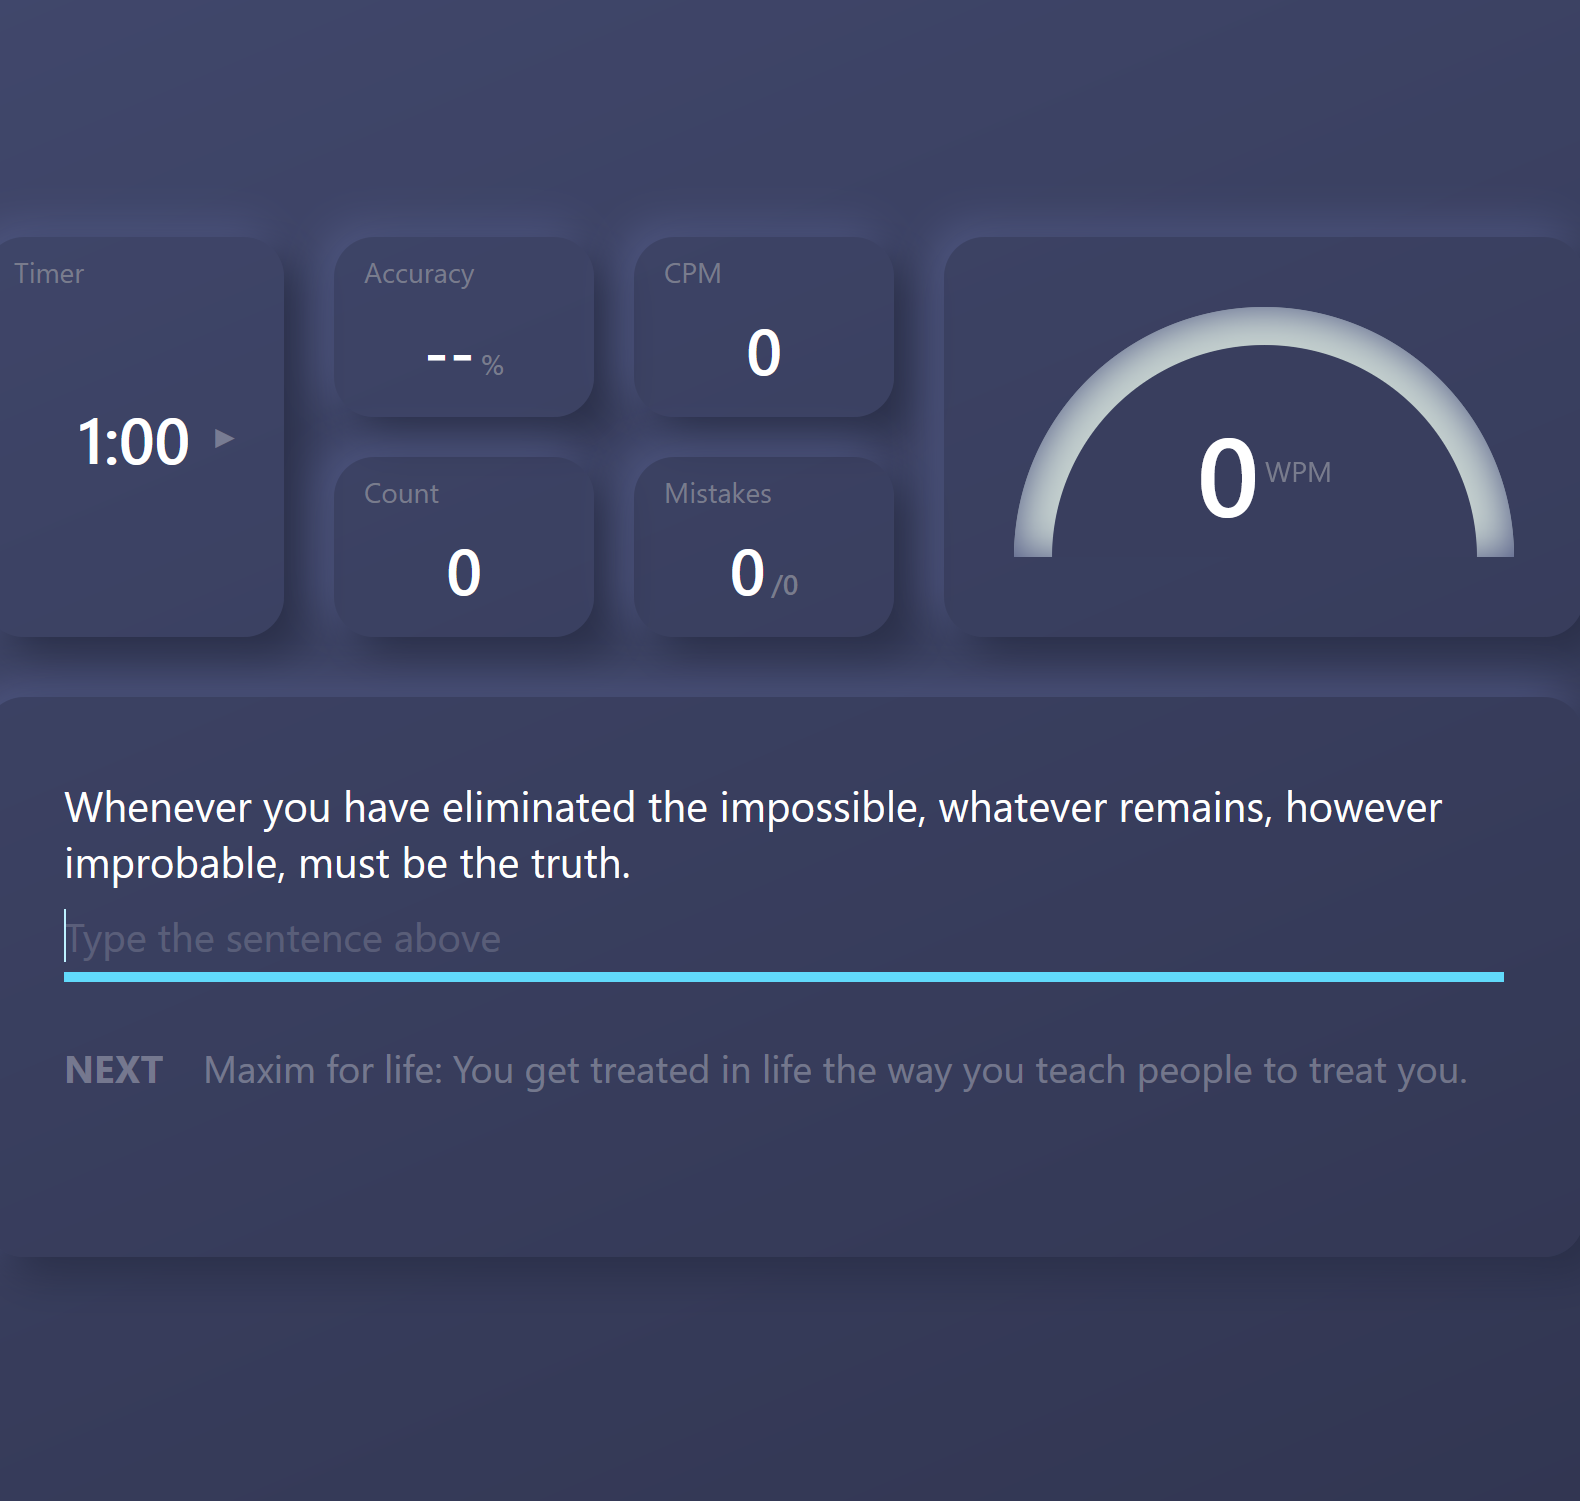 Timer
1:00
Accuracy
--%
CPM
0
Count
0
Mistakes
0/0
0 WPM
Whenever you have eliminated the impossible, whatever remains, however
improbable, must be the truth.
Type the sentence above
NEXT Maxim for life: You get treated in life the way you teach people to treat you.